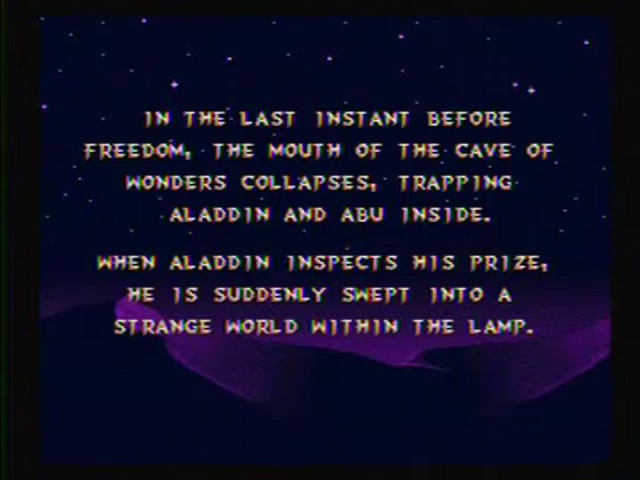 IN THE LAST INSTANT BEFORE
FREEDOM, THE MOUTH OF THE CAVE OF
WONDERS COLLAPSES, TRAPPING
ALADDIN AND ABU INSIDE.
WHEN ALADDIN INSPECTS HIS PRIZE,
HE IS SUDDENLY SWEPT INTO A
STRANGE WORLD WITHIN THE LAMP.